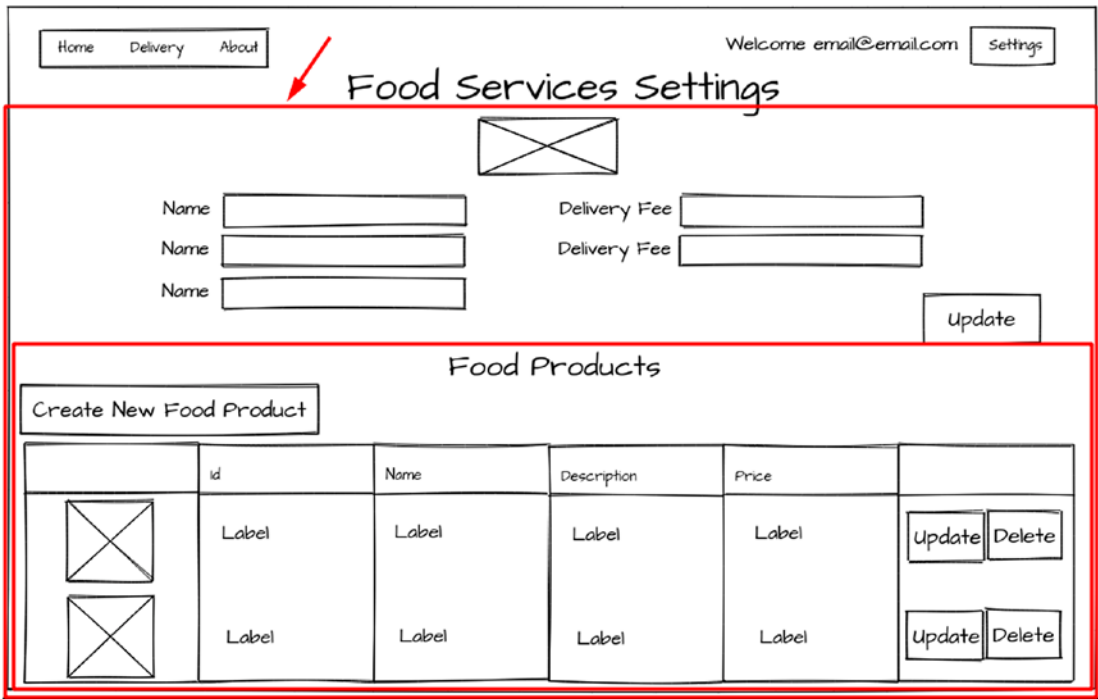 Home Delivery About Welcome email@email.com Settings
Food Services Settings
Name Delivery Fee
Name Delivery Fee
Name
Update
Food Products
Create New Food Product
Id Name Description Price
Label Label Label Label Update Delete
Label Label Label Label Update Delete